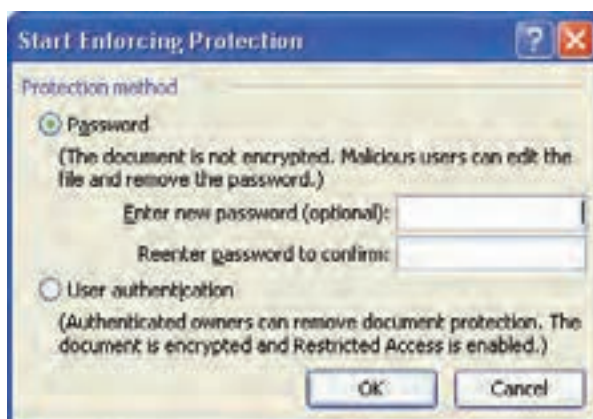 Start Enforcing Protection
Protection method
Password
(The document is not encrypted. Malicious users can edit the
file and remove the password.)
Enter new password (optional):
Reenter password to confirm:
User authentication
(Authenticated owners can remove document protection. The
document is encrypted and Restricted Access is enabled.)
OK Cancel